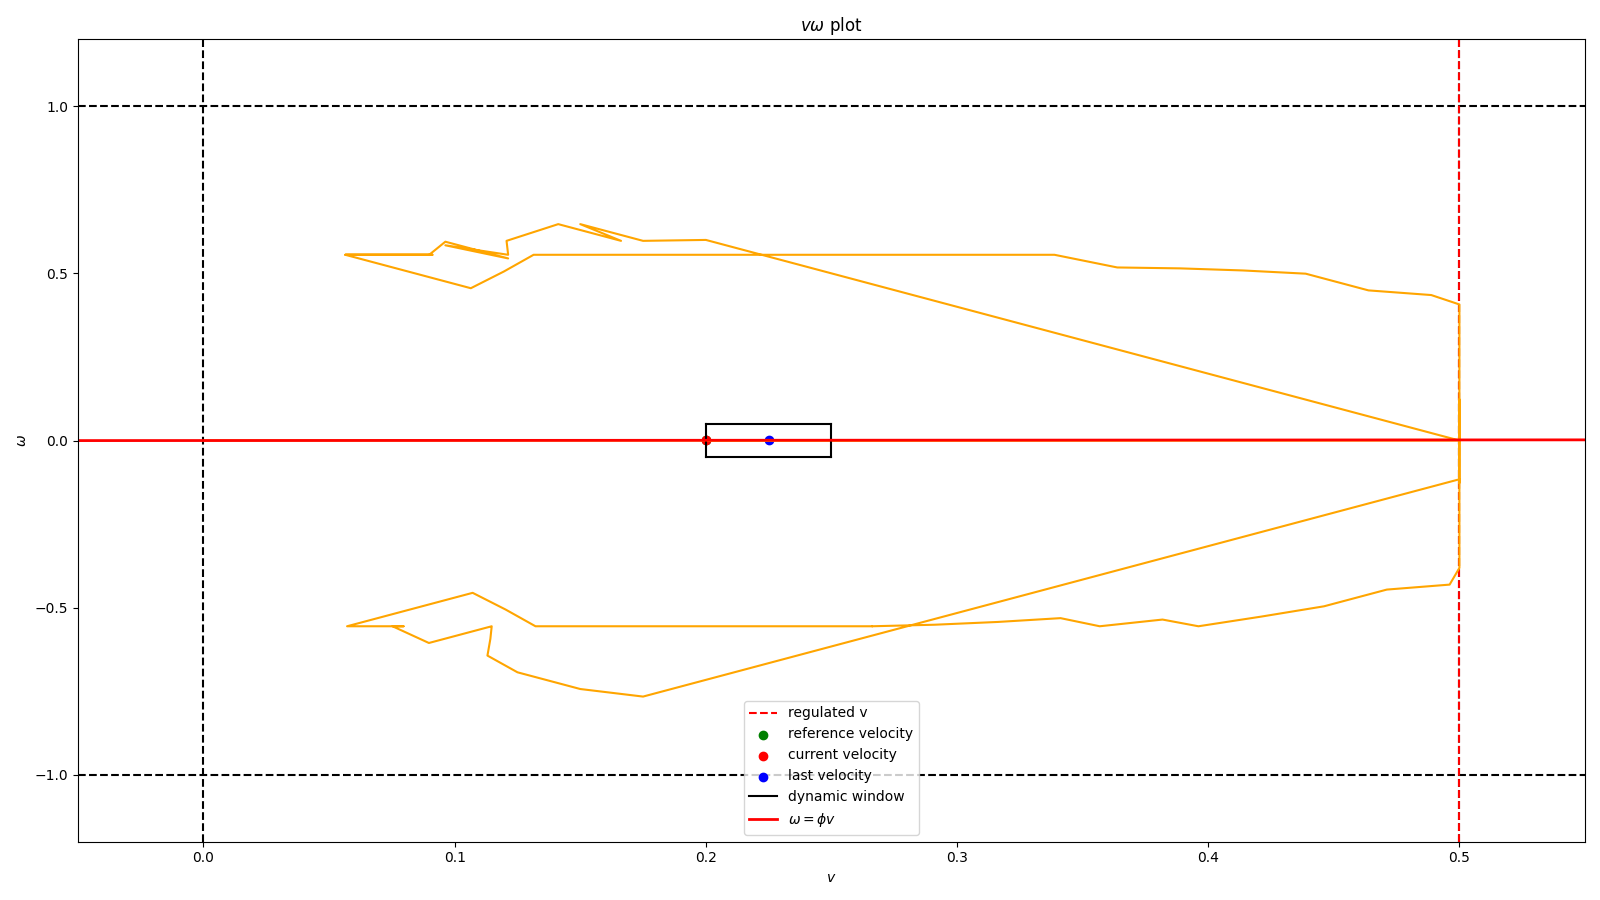 vω plot
1.0
0.5
0.0
−0.5
−1.0
ω
0.0 0.1 0.2 0.3 0.4 0.5
v
regulated v
reference velocity
current velocity
last velocity
dynamic window
ω = ϕv